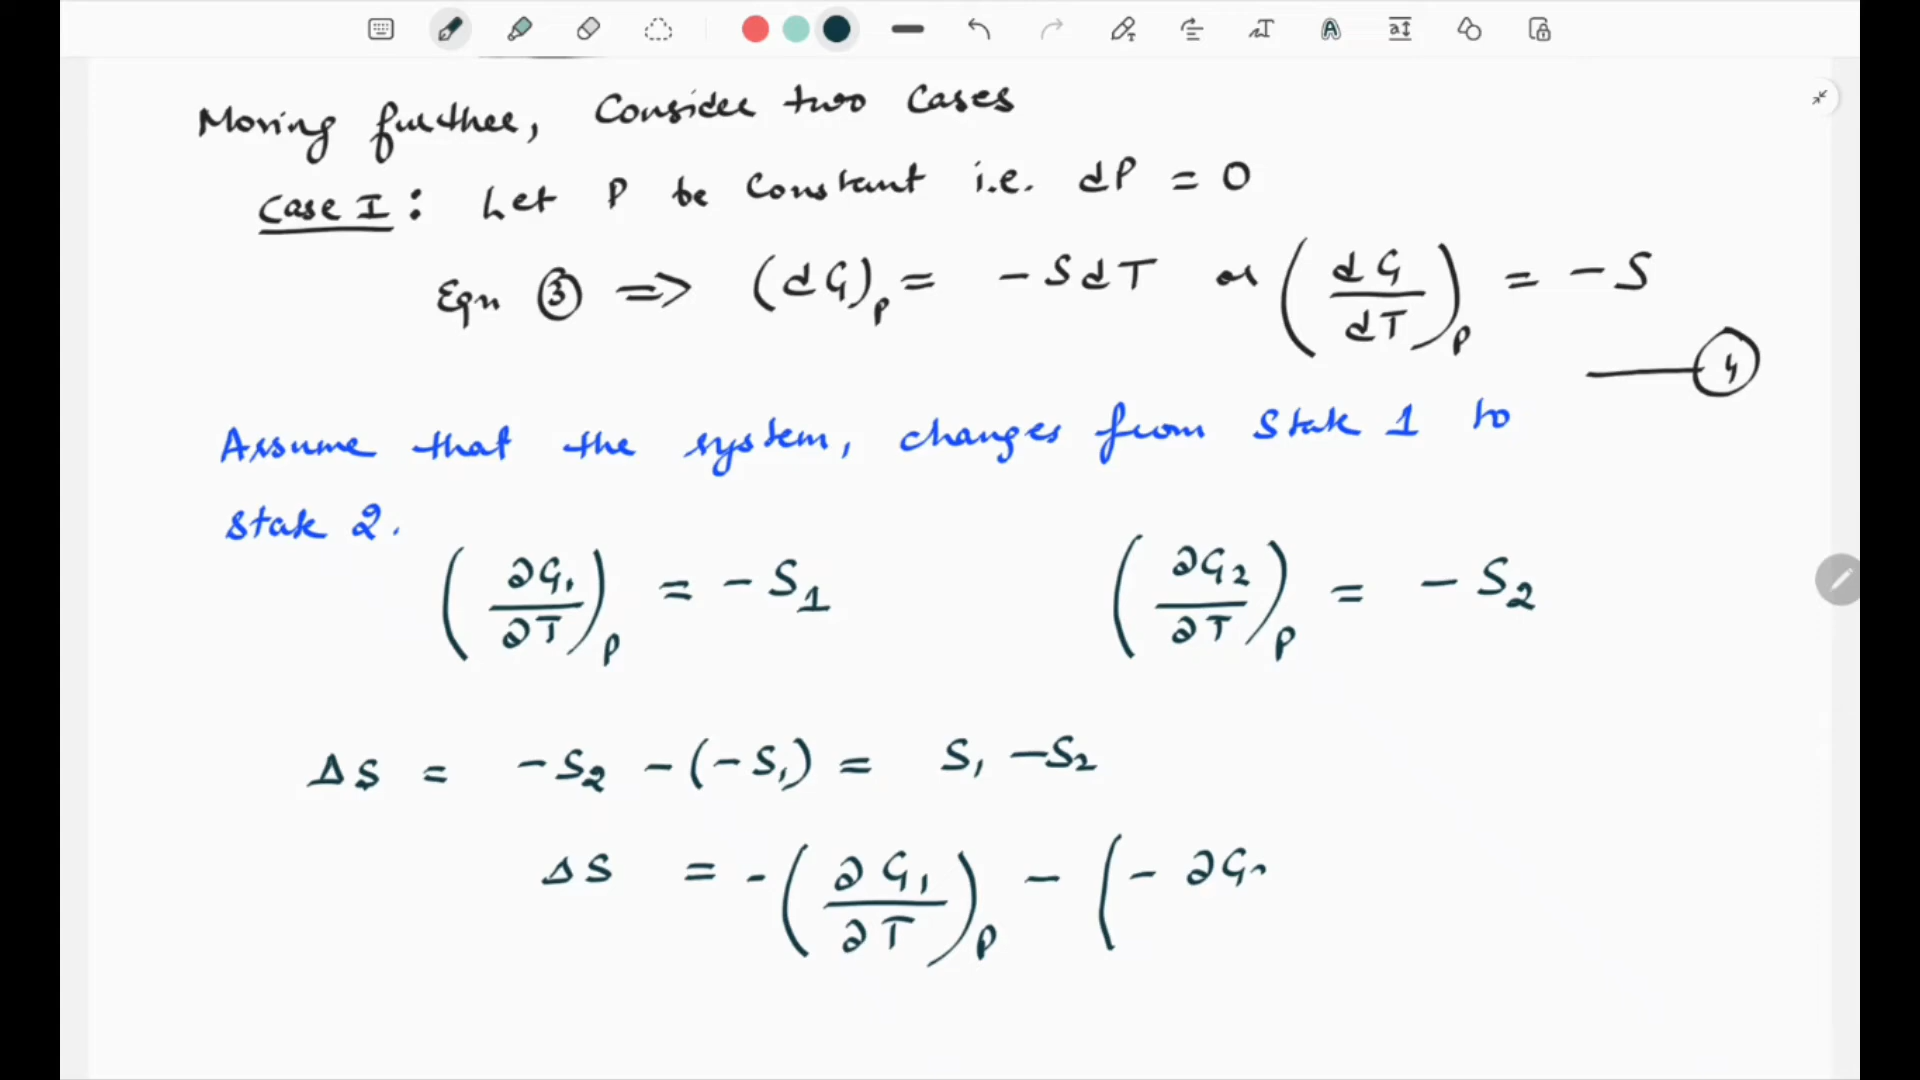 Moving further, Consider two Cases
Case I : Let P be Constant i.e. dP = 0
Eqn ③ => (dG)_P = - SdT or (dG/dT)_P = - S
④
Assume that the system, changes from State 1 to
State 2.
(∂G₁/∂T)_P = - S₁ (∂G₂/∂T)_P = - S₂
ΔS = -S₂ - (-S₁) = S₁ - S₂
ΔS = - (∂G₁/∂T)_P - (- ∂G